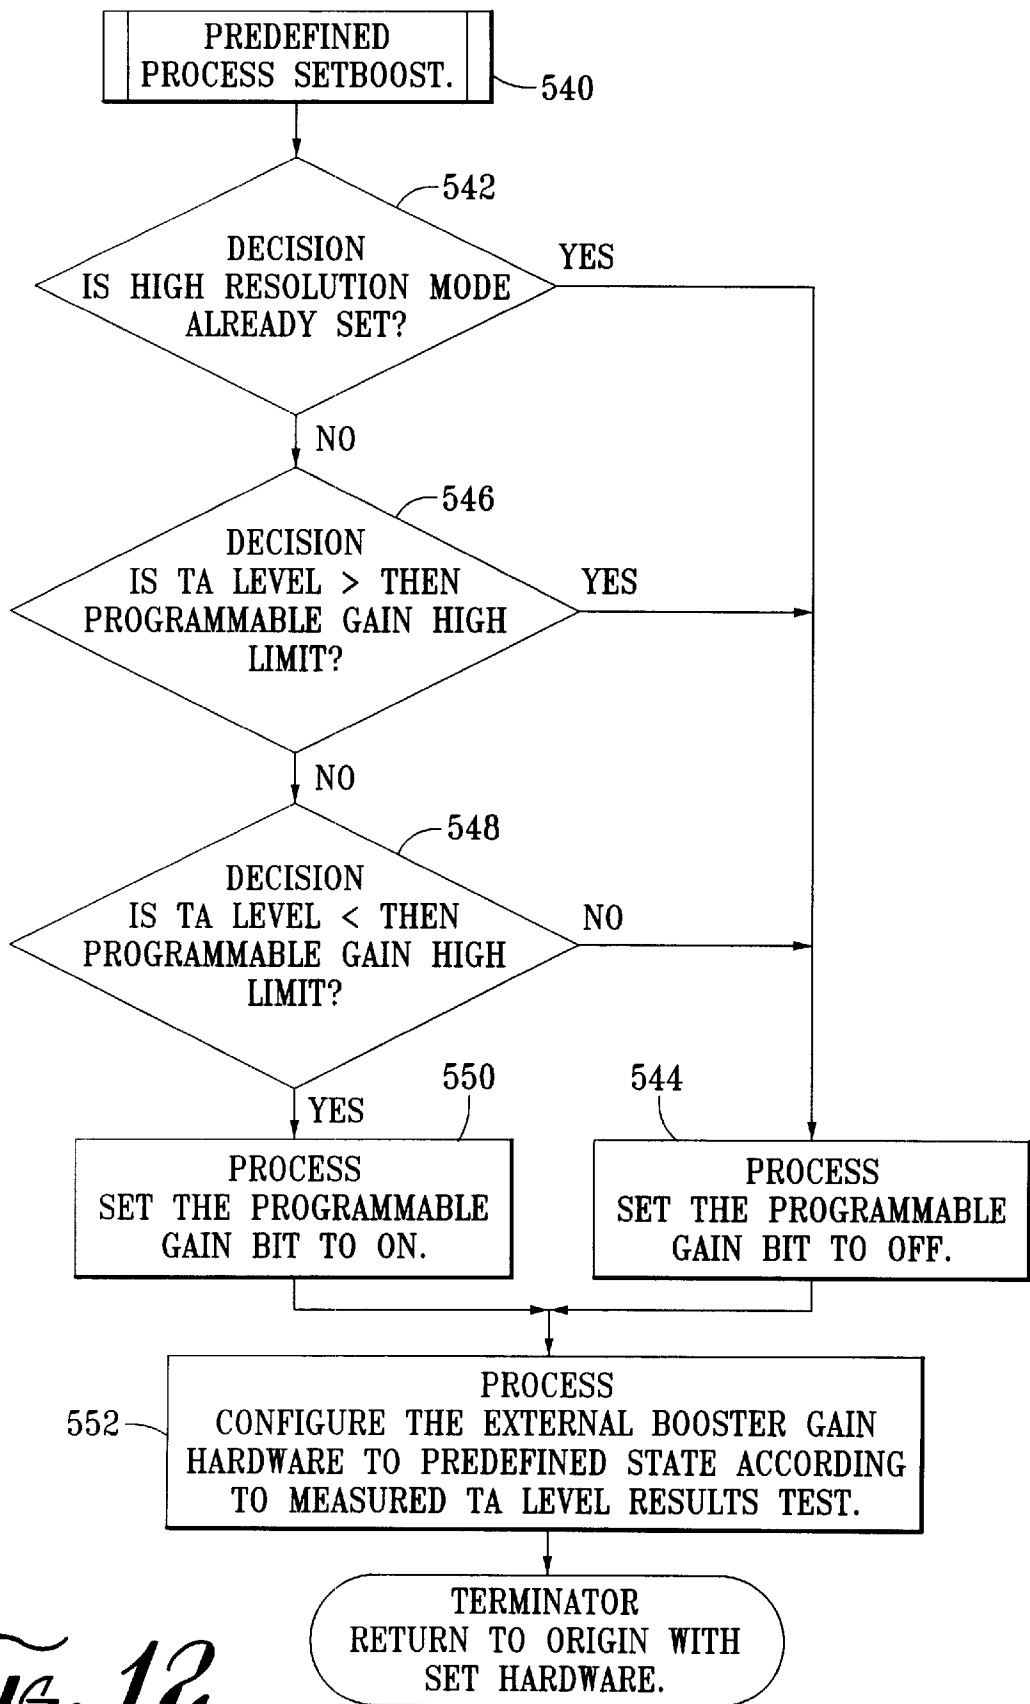 PREDEFINED
PROCESS SETBOOST.
540
542
DECISION
IS HIGH RESOLUTION MODE
ALREADY SET?
YES
NO
546
DECISION
IS TA LEVEL > THEN
PROGRAMMABLE GAIN HIGH
LIMIT?
YES
NO
548
DECISION
IS TA LEVEL < THEN
PROGRAMMABLE GAIN HIGH
LIMIT?
NO
YES
550
PROCESS
SET THE PROGRAMMABLE
GAIN BIT TO ON.
544
PROCESS
SET THE PROGRAMMABLE
GAIN BIT TO OFF.
552
PROCESS
CONFIGURE THE EXTERNAL BOOSTER GAIN
HARDWARE TO PREDEFINED STATE ACCORDING
TO MEASURED TA LEVEL RESULTS TEST.
TERMINATOR
RETURN TO ORIGIN WITH
SET HARDWARE.
12